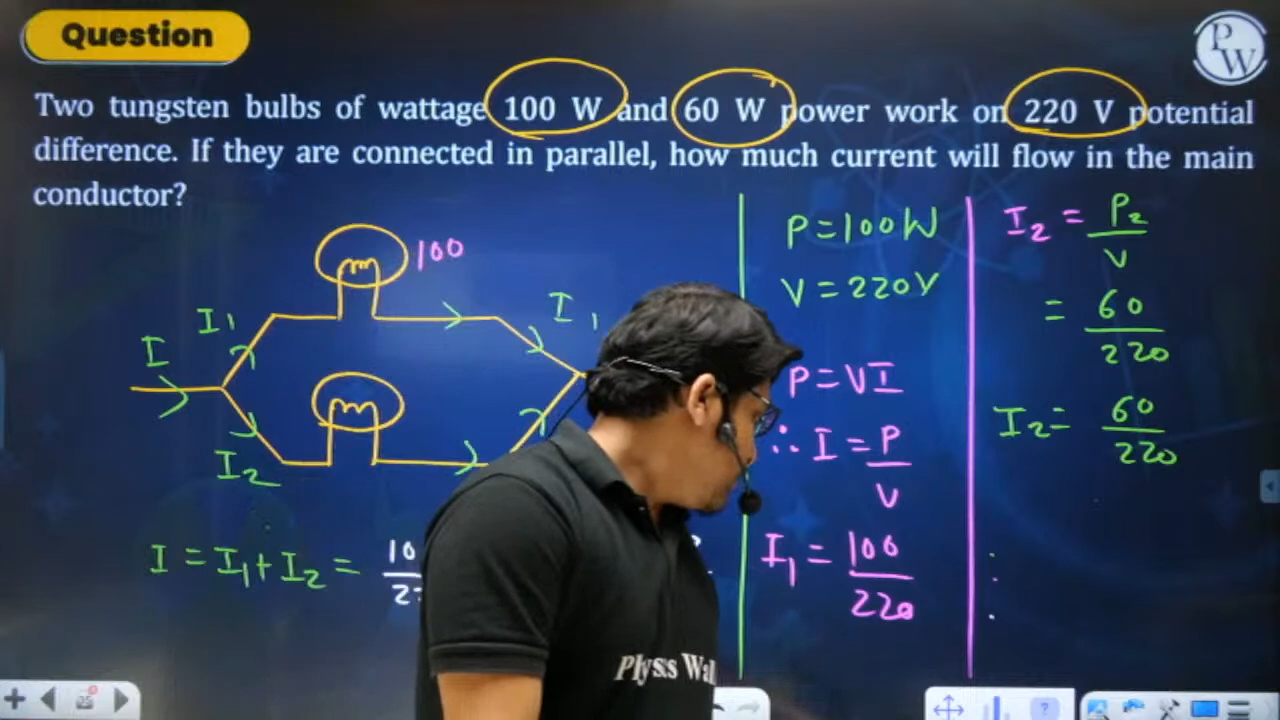 Question
PW
Two tungsten bulbs of wattage 100 W and 60 W power work on 220 V potential
difference. If they are connected in parallel, how much current will flow in the main
conductor?
100
I₁
I₁
I
I₂
I = I₁ + I₂ =
P = 100W
V = 220V
P = VI
∴ I = P/V
I₁ = 100/220
I₂ = P₂/V
= 60/220
I₂ = 60/220
Physics Wal
25